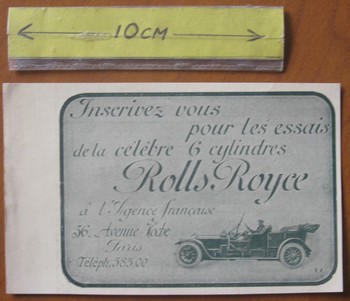 10CM
Inscrivez vous
pour les essais
de la célèbre 6 cylindres
Rolls.Royce
à l'Agence française
36, Avenue Hoche
Paris
Téléph. 583.00